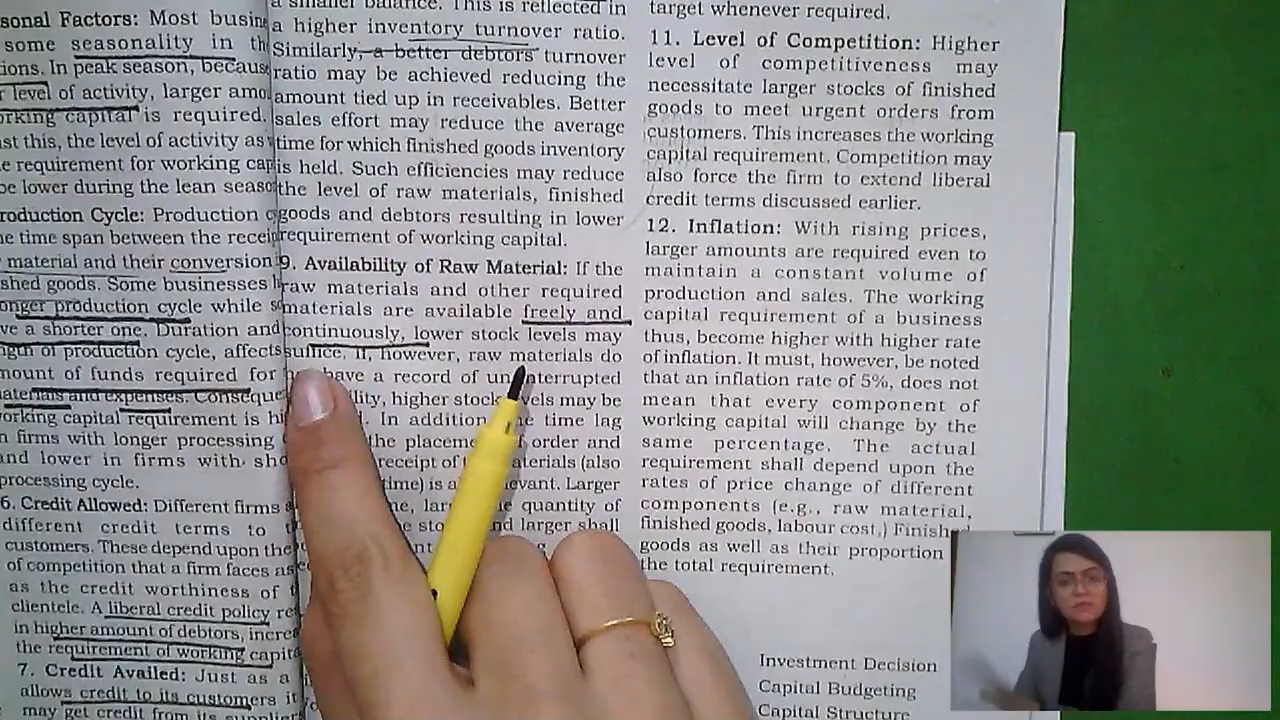 sonal Factors: Most busin
some seasonality in th
ions. In peak season, becaus
r level of activity, larger amo
orking capital is required.
st this, the level of activity as
e requirement for working cap
be lower during the lean seaso
roduction Cycle: Production c
he time span between the receip
material and their conversion
shed goods. Some businesses h
onger production cycle while so
ve a shorter one. Duration and
ngth of production cycle, affects
mount of funds required for
aterials and expenses. Conseque
orking capital requirement is hi
n firms with longer processing
and lower in firms with sho
processing cycle.
6. Credit Allowed: Different firms
different credit terms to
customers. These depend upon the
of competition that a firm faces as
as the credit worthiness of
clientele. A liberal credit policy re
in higher amount of debtors, incre
the requirement of working capit
7. Credit Availed: Just as a
allows credit to its customers it
may get credit from its suppliers
a smaller balance. This is reflected in
a higher inventory turnover ratio.
Similarly, a better debtors turnover
ratio may be achieved reducing the
amount tied up in receivables. Better
sales effort may reduce the average
time for which finished goods inventory
is held. Such efficiencies may reduce
the level of raw materials, finished
goods and debtors resulting in lower
requirement of working capital.
9. Availability of Raw Material: If the
raw materials and other required
materials are available freely and
continuously, lower stock levels may
suffice. If, however, raw materials do
have a record of un terrupted
ility, higher stock vels may be
. In addition e time lag
the placeme order and
receipt of aterials (also
time) is a evant. Larger
quantity of
nd larger shall
target whenever required.
11. Level of Competition: Higher
level of competitiveness may
necessitate larger stocks of finished
goods to meet urgent orders from
customers. This increases the working
capital requirement. Competition may
also force the firm to extend liberal
credit terms discussed earlier.
12. Inflation: With rising prices,
larger amounts are required even to
maintain a constant volume of
production and sales. The working
capital requirement of a business
thus, become higher with higher rate
of inflation. It must, however, be noted
that an inflation rate of 5%, does not
mean that every component of
working capital will change by the
same percentage. The actual
requirement shall depend upon the
rates of price change of different
components (e.g., raw material,
finished goods, labour cost,) Finished
goods as well as their proportion
the total requirement.
Investment Decision
Capital Budgeting
Capital Structure